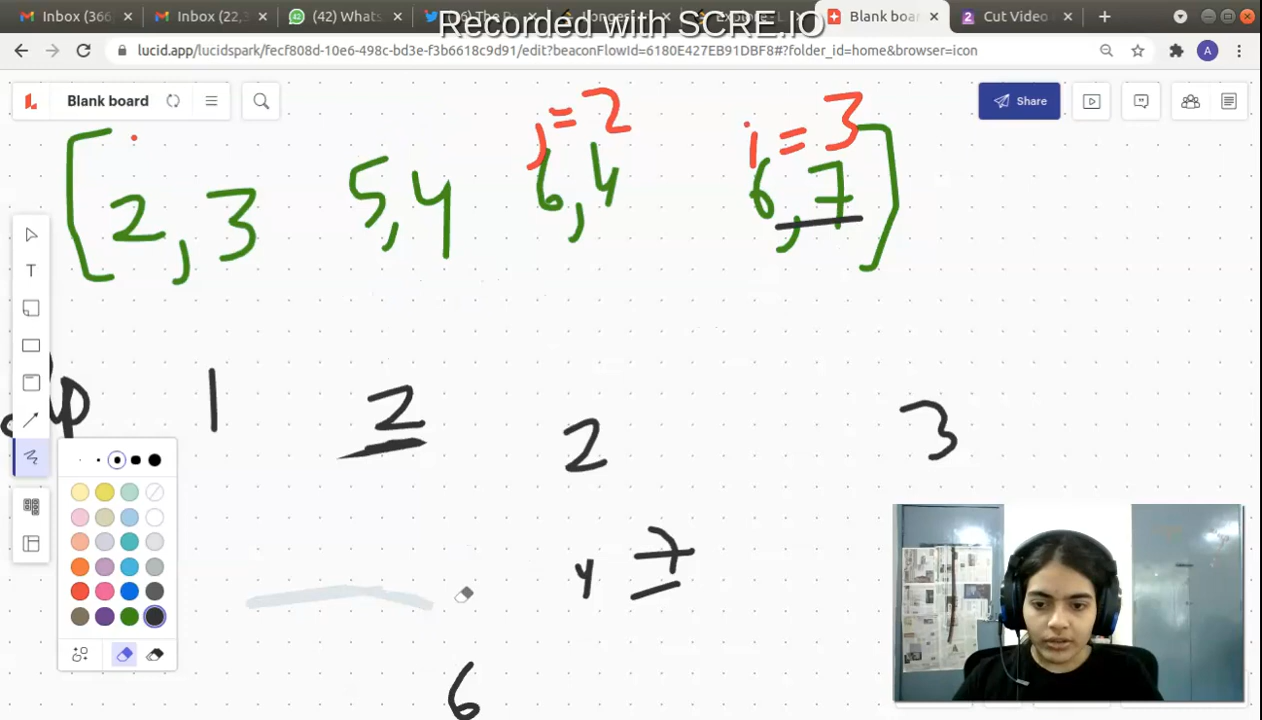 Inbox (366
Inbox (22,3
(42) Whats
Blank boa
Cut Video
Recorded with SCRE.IO
lucid.app/lucidspark/fecf808d-10e6-498c-bd3e-f3b6618c9d91/edit?beaconFlowId=6180E427EB91DBF8#?folder_id=home&browser=icon
A
Blank board
Share
j=2
i=3
[2,3 5,4 6,4 6,7]
T
dp 1 2 2 3
4 7
6